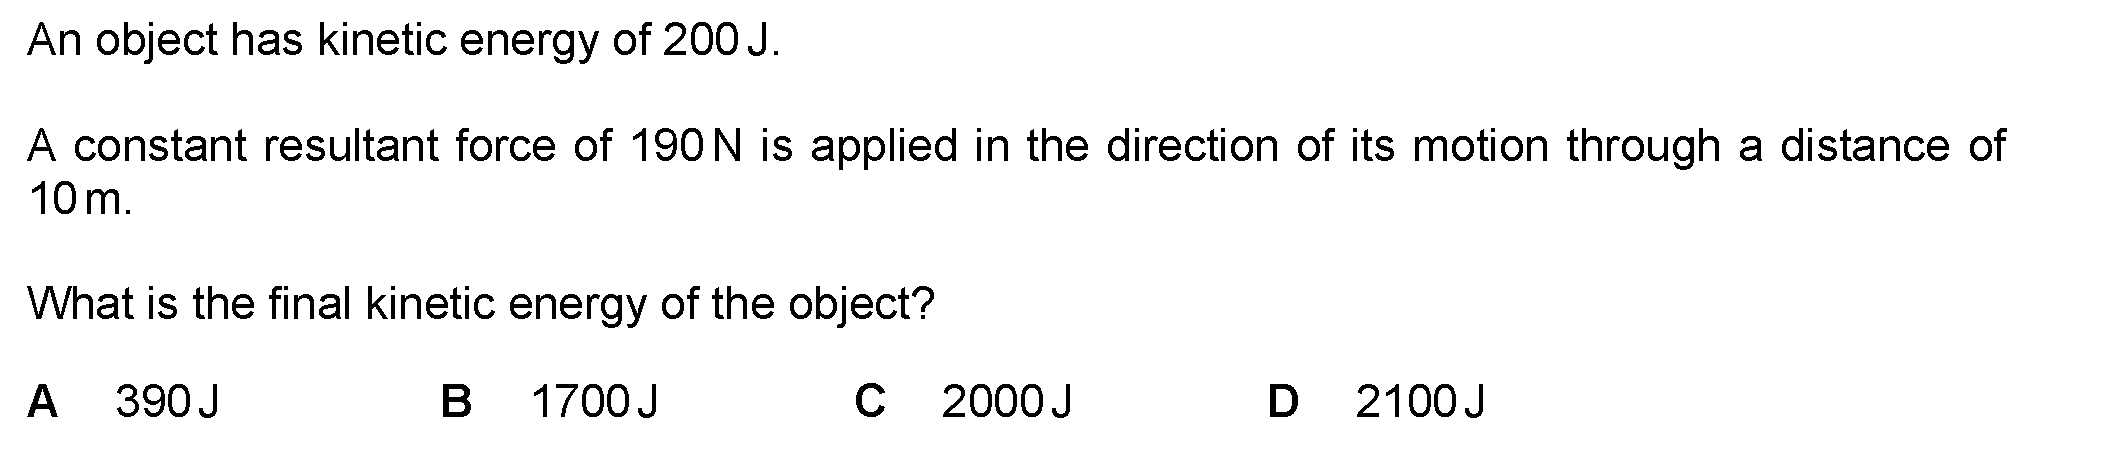 An object has kinetic energy of 200 J.
A constant resultant force of 190 N is applied in the direction of its motion through a distance of
10 m.
What is the final kinetic energy of the object?
A 390 J B 1700 J C 2000 J D 2100 J